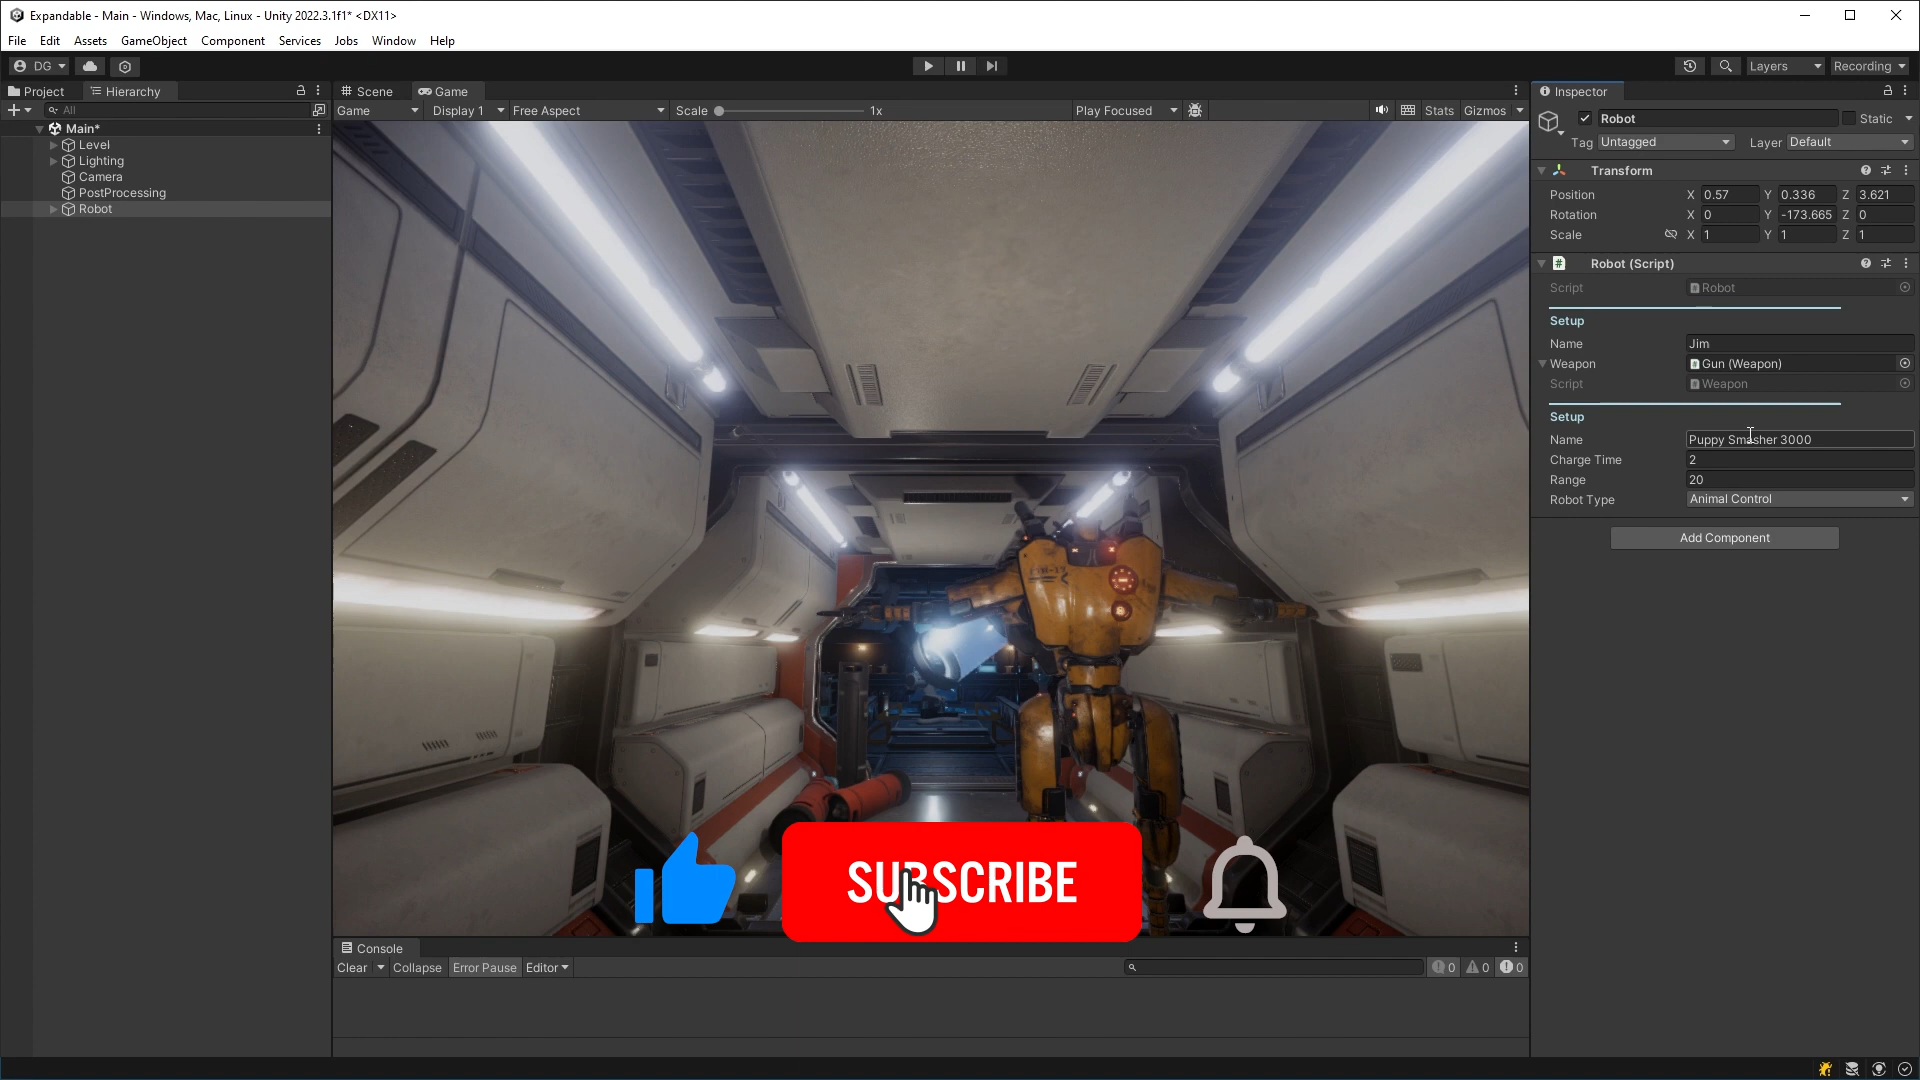 Expandable - Main - Windows, Mac, Linux - Unity 2022.3.1f1* <DX11>
File Edit Assets GameObject Component Services Jobs Window Help
DG
Layers
Recording
Project
Hierarchy
All
Main*
Level
Lighting
Camera
PostProcessing
Robot
Scene
Game
Game Display 1 Free Aspect Scale 1x Play Focused Stats Gizmos
SUBSCRIBE
Console
Clear Collapse Error Pause Editor 0 0 0
Inspector
Robot Static
Tag Untagged Layer Default
Transform
Position X 0.57 Y 0.336 Z 3.621
Rotation X 0 Y -173.665 Z 0
Scale X 1 Y 1 Z 1
Robot (Script)
Script Robot
Setup
Name Jim
Weapon Gun (Weapon)
Script Weapon
Setup
Name Puppy Smasher 3000
Charge Time 2
Range 20
Robot Type Animal Control
Add Component